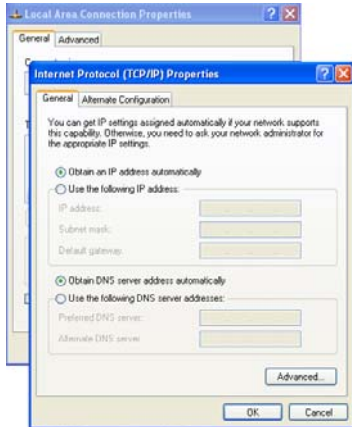 Local Area Connection Properties
General Advanced
Internet Protocol (TCP/IP) Properties
General Alternate Configuration
You can get IP settings assigned automatically if your network supports
this capability. Otherwise, you need to ask your network administrator for
the appropriate IP settings.
Obtain an IP address automatically
Use the following IP address:
IP address:
Subnet mask:
Default gateway:
Obtain DNS server address automatically
Use the following DNS server addresses:
Preferred DNS server:
Alternate DNS server:
Advanced...
OK Cancel